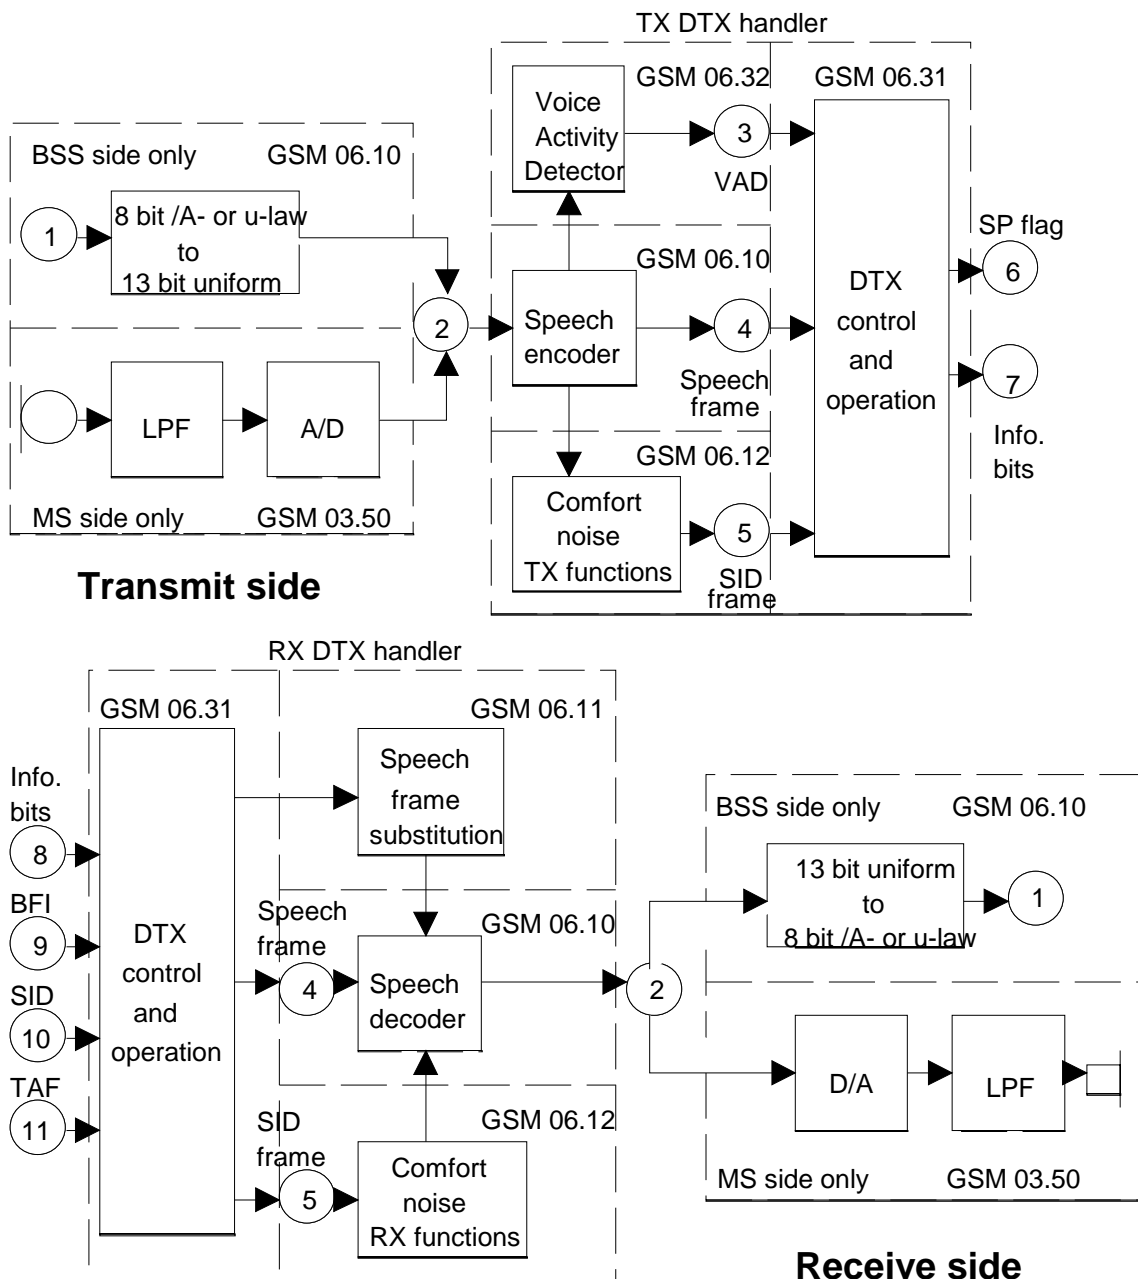 TX DTX handler
GSM 06.32
GSM 06.31
Voice
Activity
Detector
3
VAD
BSS side only
GSM 06.10
1
8 bit /A- or u-law
to
13 bit uniform
2
GSM 06.10
Speech
encoder
4
Speech
frame
DTX
control
and
operation
SP flag
6
7
Info.
bits
LPF
A/D
MS side only
GSM 03.50
GSM 06.12
Comfort
noise
TX functions
5
SID
frame
Transmit side
RX DTX handler
GSM 06.31
GSM 06.11
Info.
bits
8
BFI
9
SID
10
TAF
11
DTX
control
and
operation
Speech
frame
substitution
Speech
frame
4
GSM 06.10
Speech
decoder
SID
frame
5
GSM 06.12
Comfort
noise
RX functions
2
BSS side only
GSM 06.10
13 bit uniform
to
8 bit /A- or u-law
1
D/A
LPF
MS side only
GSM 03.50
Receive side